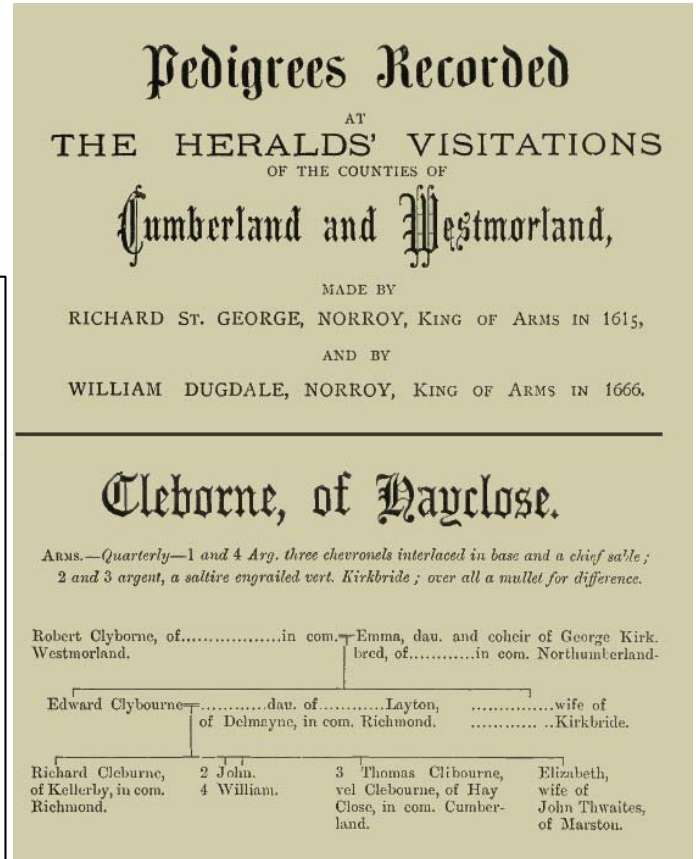 Pedigrees Recorded
AT
THE HERALDS' VISITATIONS
OF THE COUNTIES OF
Cumberland and Westmorland,
MADE BY
RICHARD ST. GEORGE, NORROY, KING OF ARMS IN 1615,
AND BY
WILLIAM DUGDALE, NORROY, KING OF ARMS IN 1666.
Cleborne, of Hayclose.
ARMS.—Quarterly—1 and 4 Arg. three chevronels interlaced in base and a chief sable;
2 and 3 argent, a saltire engrailed vert. Kirkbride; over all a mullet for difference.
Robert Clyborne, of.................in com.
Westmorland.
Emma, dau. and coheir of George Kirk.
bred, of............in com. Northumberland-
Edward Clybourne
............dau. of...........Layton,
of Delmayne, in com. Richmond.
..............wife of
............ ..Kirkbride.
Richard Cleburne,
of Kellerby, in com.
Richmond.
2 John.
4 William.
3 Thomas Clibourne,
vel Clebourne, of Hay
Close, in com. Cumber-
land.
Elizabeth,
wife of
John Thwaites,
of Marston.